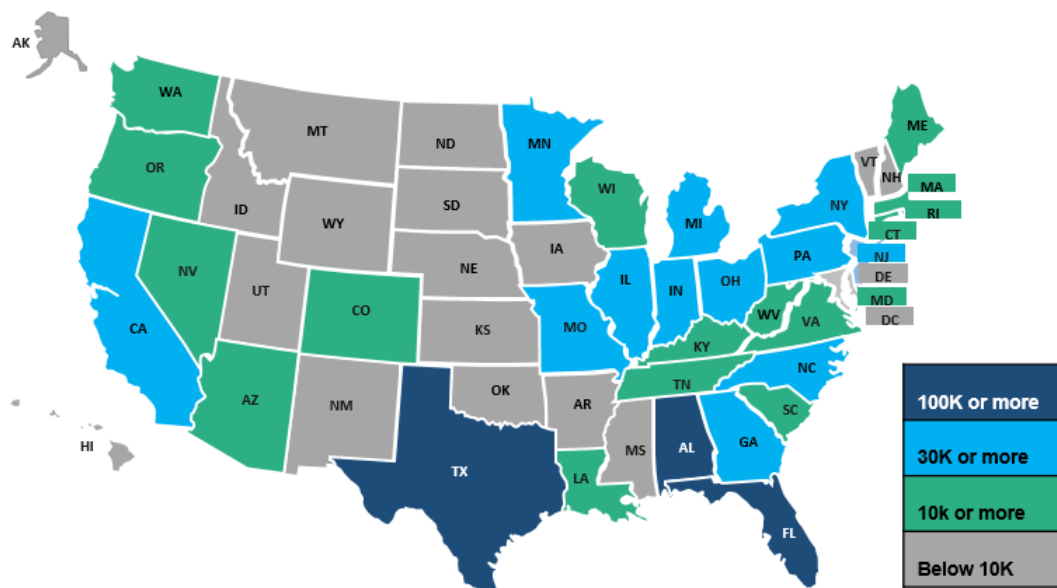 AK
WA
MT
ND
MN
ME
OR
ID
WY
SD
WI
MI
VT
NH
MA
NY
RI
CT
NV
UT
CO
NE
IA
IL
IN
OH
PA
NJ
DE
MD
DC
CA
KS
MO
WV
VA
KY
AZ
NM
OK
AR
TN
NC
SC
HI
TX
LA
MS
AL
GA
FL
100K or more
30K or more
10k or more
Below 10K